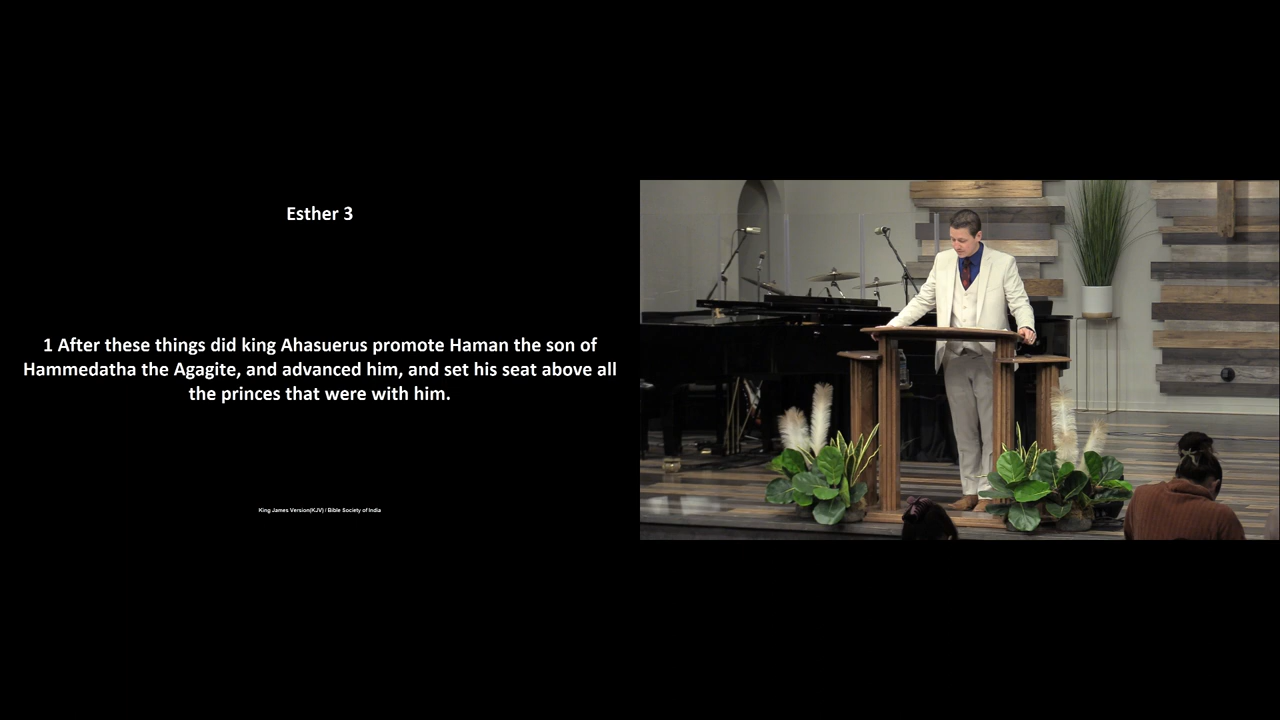 Esther 3
1 After these things did king Ahasuerus promote Haman the son of
Hammedatha the Agagite, and advanced him, and set his seat above all
the princes that were with him.
King James Version(KJV) / Bible Society of India